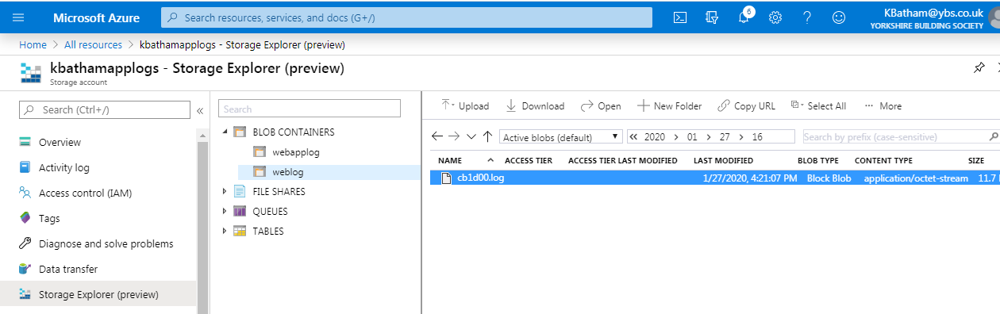 Microsoft Azure
Search resources, services, and docs (G+/)
6
KBatham@ybs.co.uk
YORKSHIRE BUILDING SOCIETY
Home > All resources > kbathamapplogs - Storage Explorer (preview)
kbathamapplogs - Storage Explorer (preview)
Storage account
Search (Ctrl+/)
Overview
Activity log
Access control (IAM)
Tags
Diagnose and solve problems
Data transfer
Storage Explorer (preview)
Search
BLOB CONTAINERS
webapplog
weblog
FILE SHARES
QUEUES
TABLES
Upload Download Open New Folder Copy URL Select All More
Active blobs (default) 2020 > 01 > 27 > 16 Search by prefix (case-sensitive)
NAME ACCESS TIER ACCESS TIER LAST MODIFIED LAST MODIFIED BLOB TYPE CONTENT TYPE SIZE
cb1d00.log 1/27/2020, 4:21:07 PM Block Blob application/octet-stream 11.7